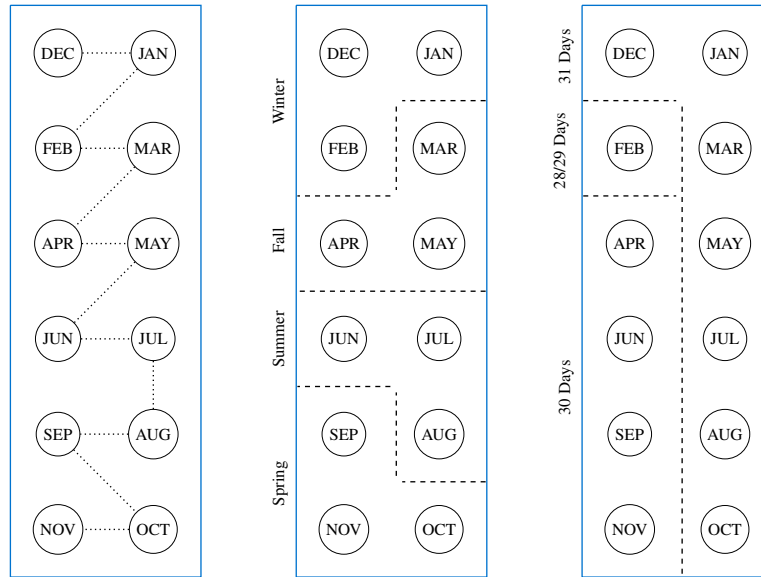 DEC JAN
FEB MAR
APR MAY
JUN JUL
SEP AUG
NOV OCT
Winter
Fall
Summer
Spring
DEC JAN
FEB MAR
APR MAY
JUN JUL
SEP AUG
NOV OCT
31 Days
28/29 Days
30 Days
DEC JAN
FEB MAR
APR MAY
JUN JUL
SEP AUG
NOV OCT